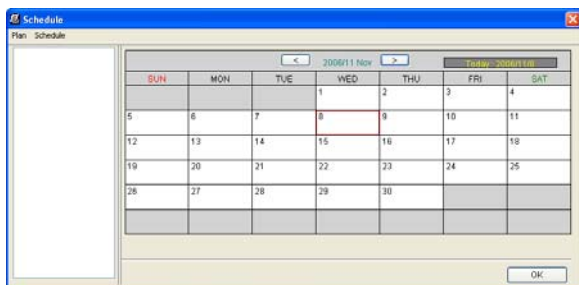 Schedule
Plan Schedule
< 2006/11 Nov > Today : 2006/11/8
SUN MON TUE WED THU FRI SAT
1 2 3 4
5 6 7 8 9 10 11
12 13 14 15 16 17 18
19 20 21 22 23 24 25
26 27 28 29 30
OK